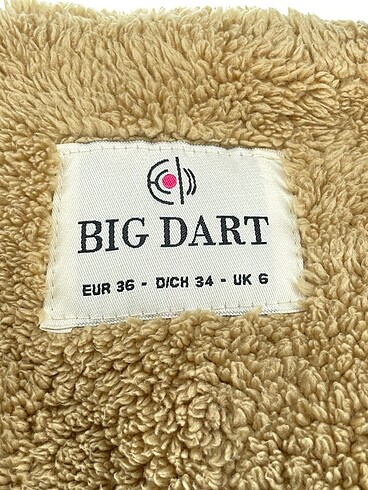 BIG DART
EUR 36 - D/CH 34 - UK 6